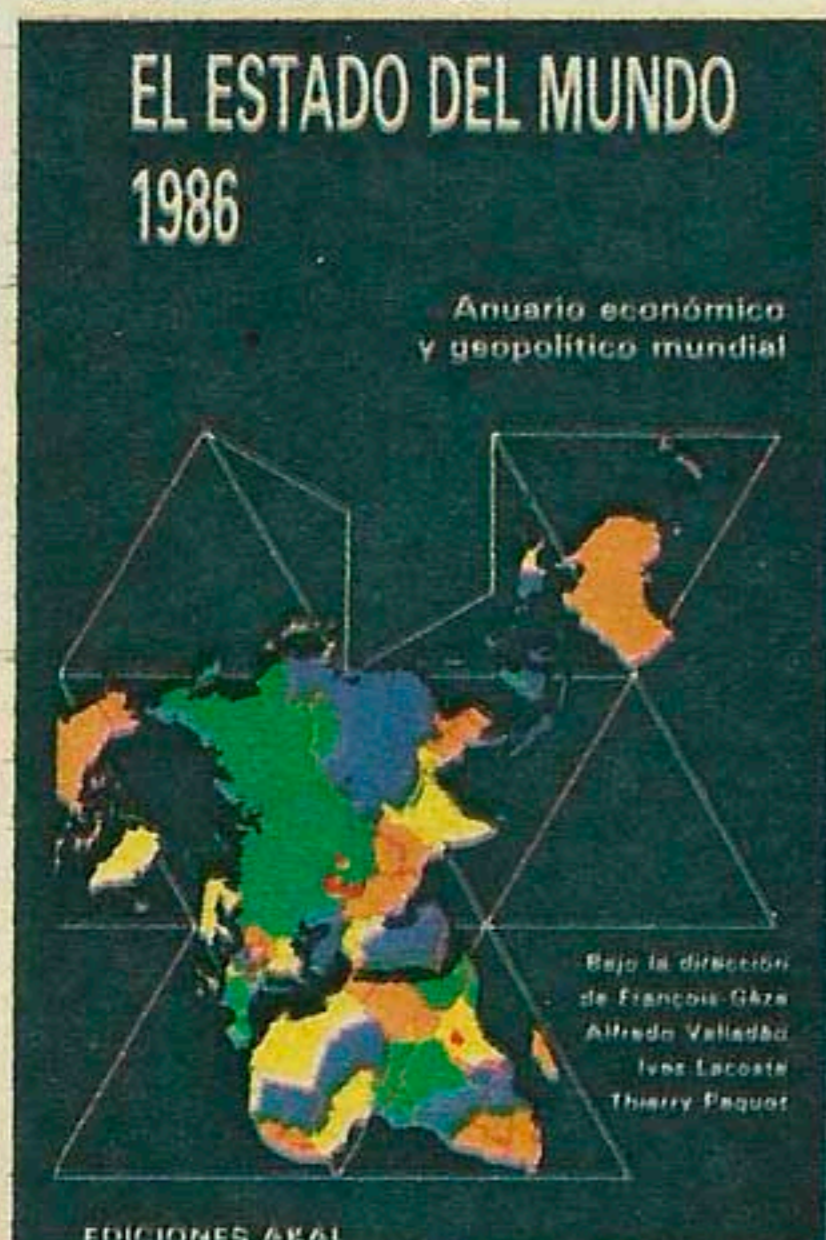 EL ESTADO DEL MUNDO
1986
Anuario económico
y geopolítico mundial
Bajo la dirección
de François Gèze
Alfredo Valladão
Ives Lacoste
Thierry Paquot
EDICIONES AKAL